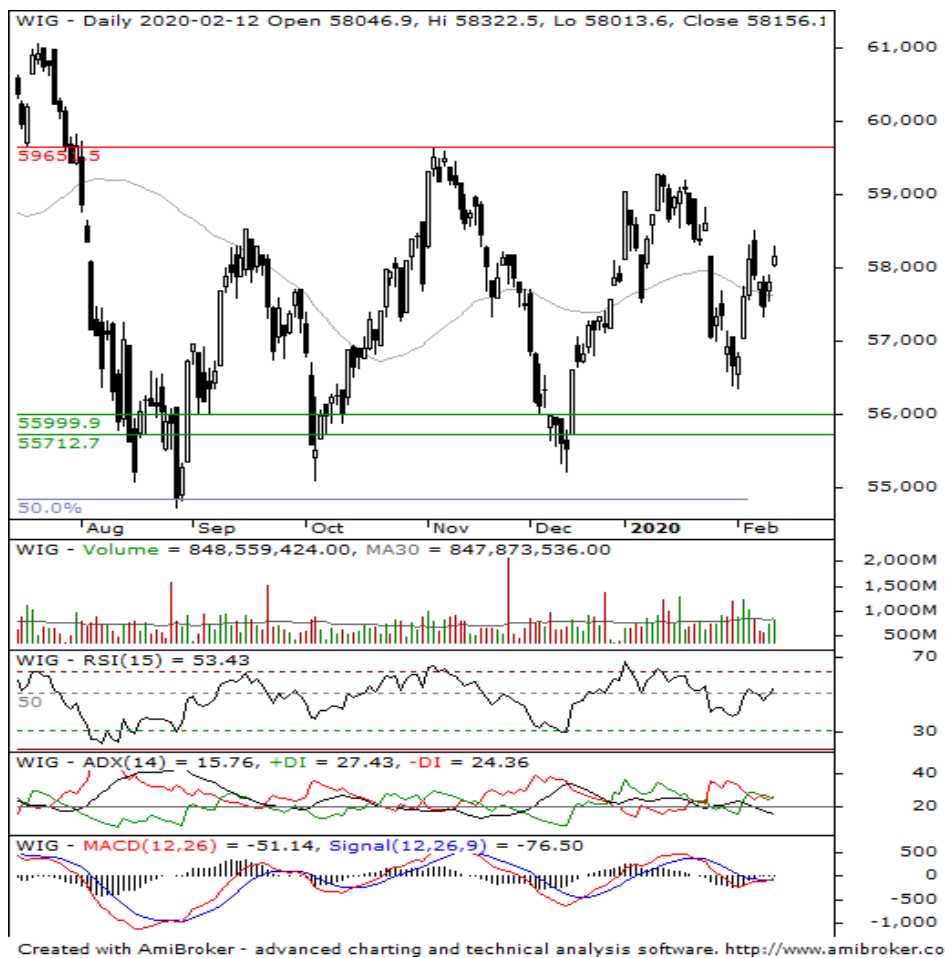 WIG - Daily 2020-02-12 Open 58046.9, Hi 58322.5, Lo 58013.6, Close 58156.1
61,000
60,000
59651.5
59,000
58,000
57,000
56,000
55999.9
55712.7
55,000
50.0%
Aug Sep Oct Nov Dec 2020 Feb
WIG - Volume = 848,559,424.00, MA30 = 847,873,536.00
2,000M
1,500M
1,000M
500M
WIG - RSI(15) = 53.43
70
50
30
WIG - ADX(14) = 15.76, +DI = 27.43, -DI = 24.36
40
20
WIG - MACD(12,26) = -51.14, Signal(12,26,9) = -76.50
500
0
-500
-1,000
Created with AmiBroker - advanced charting and technical analysis software. http://www.amibroker.co